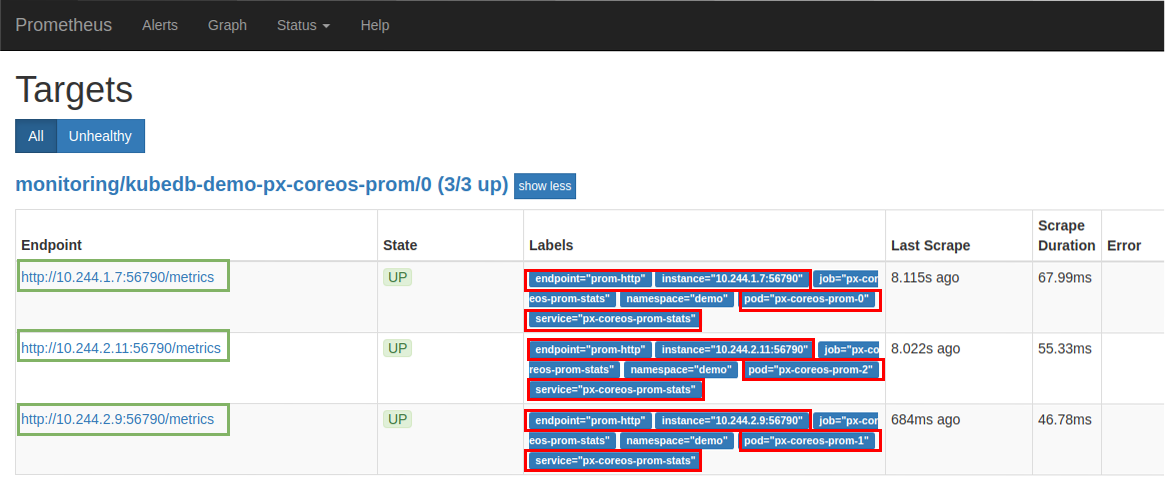 Prometheus Alerts Graph Status Help
Targets
All Unhealthy
monitoring/kubedb-demo-px-coreos-prom/0 (3/3 up) show less
Endpoint State Labels Last Scrape Scrape Duration Error
http://10.244.1.7:56790/metrics UP endpoint="prom-http" instance="10.244.1.7:56790" job="px-cor 8.115s ago 67.99ms
eos-prom-stats" namespace="demo" pod="px-coreos-prom-0"
service="px-coreos-prom-stats"
http://10.244.2.11:56790/metrics UP endpoint="prom-http" instance="10.244.2.11:56790" job="px-co 8.022s ago 55.33ms
reos-prom-stats" namespace="demo" pod="px-coreos-prom-2"
service="px-coreos-prom-stats"
http://10.244.2.9:56790/metrics UP endpoint="prom-http" instance="10.244.2.9:56790" job="px-cor 684ms ago 46.78ms
eos-prom-stats" namespace="demo" pod="px-coreos-prom-1"
service="px-coreos-prom-stats"